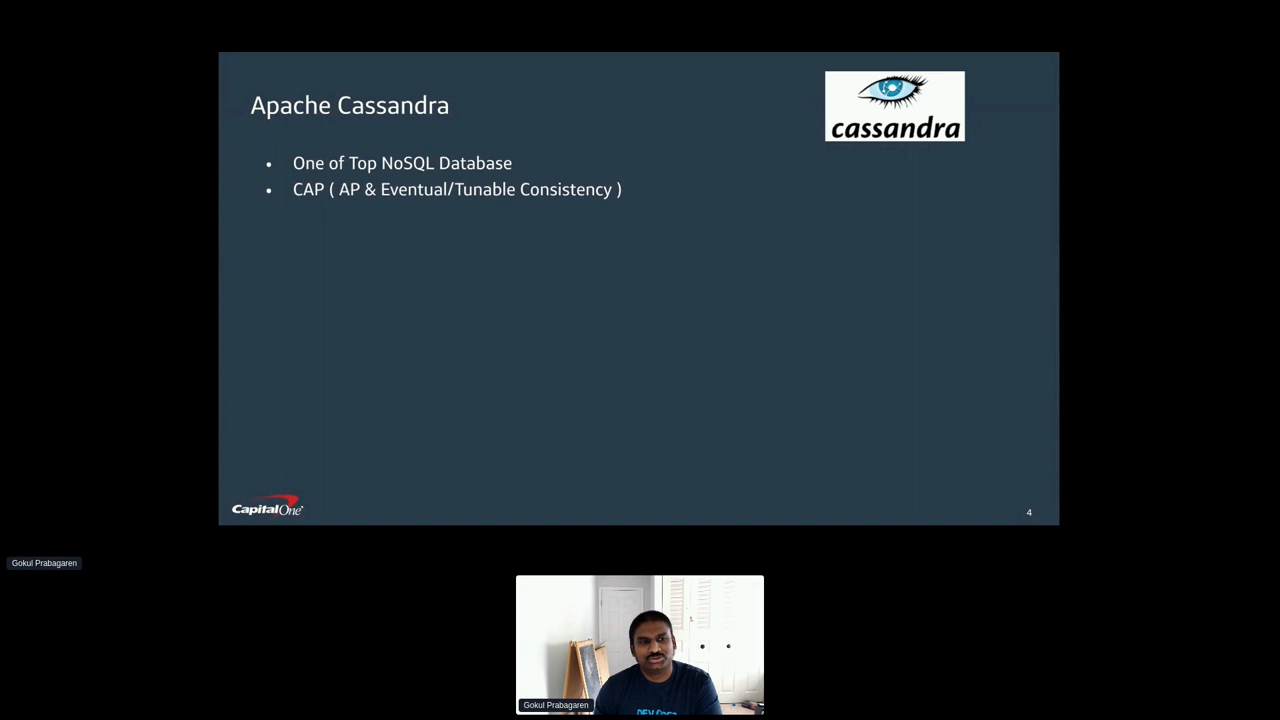 Apache Cassandra
cassandra
• One of Top NoSQL Database
• CAP ( AP & Eventual/Tunable Consistency )
Capital One
4
Gokul Prabagaren
Gokul Prabagaren